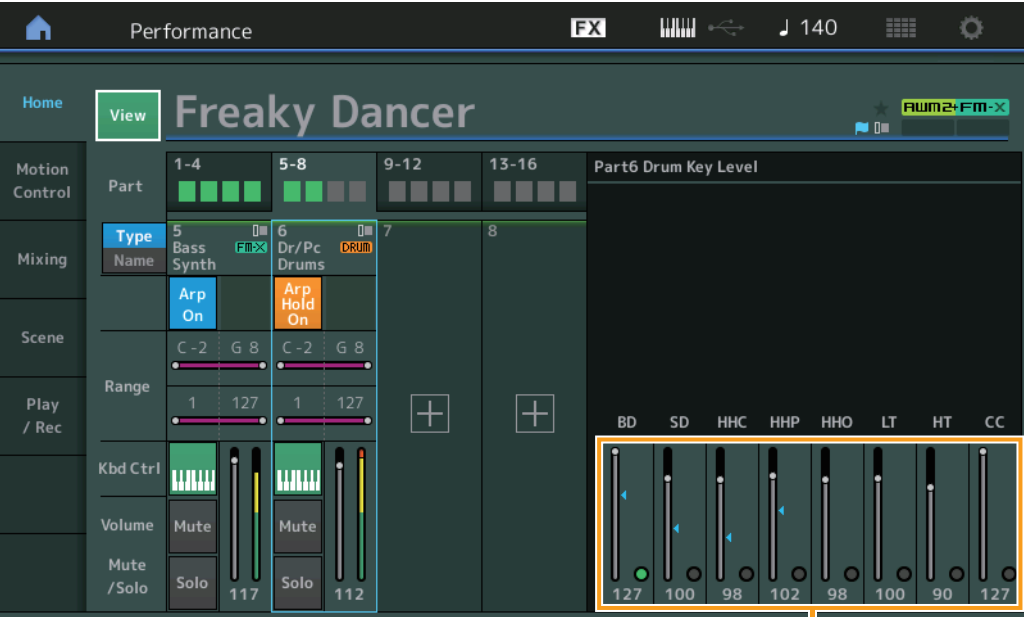 Performance
FX
140
Home
View
Freaky Dancer
AWM2+FM-X
Motion
Control
Part
1-4
5-8
9-12
13-16
Part6 Drum Key Level
Type
Name
5
Bass
Synth
FM-X
6
Dr/Pc
Drums
DRUM
7
8
Mixing
Arp
On
Arp
Hold
On
Scene
Range
C -2
G 8
C -2
G 8
1
127
1
127
Play
/ Rec
BD
SD
HHC
HHP
HHO
LT
HT
CC
Kbd Ctrl
Volume
Mute
Mute
Mute
/Solo
Solo
117
Solo
112
127
100
98
102
98
100
90
127